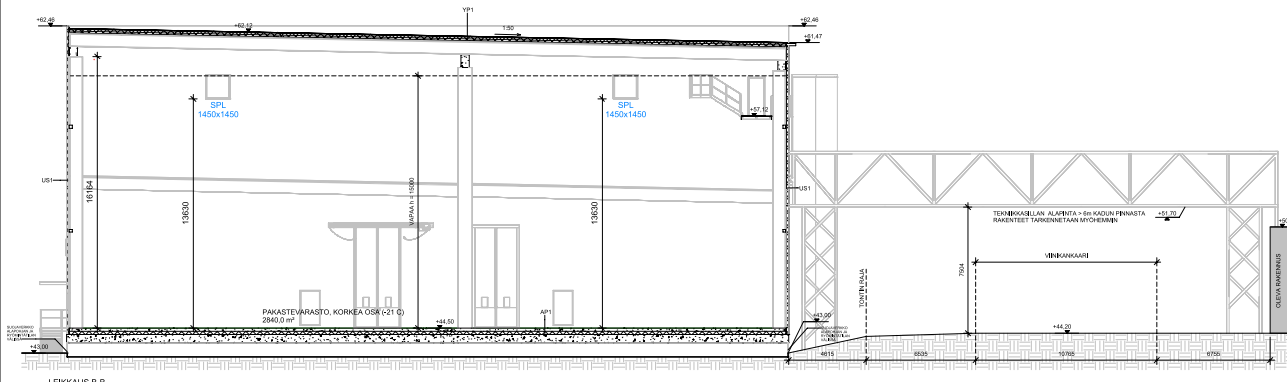 +62,46
YP1
+62,46
+62,12
1:50
+61,47
SPL
1450x1450
SPL
1450x1450
+57,12
US1
US1
16164
13630
VAPAA h = 15000
13630
TEKNIIKKASILLAN ALAPINTA > 6m KADUN PINNASTA
RAKENTEET TARKENNETAAN MYÖHEMMIN
+51,70
7504
VIINIKANKAARI
TONTIN RAJA
OLEVA RAKENNUS
PAKASTEVARASTO, KORKEA OSA (-21 C)
2840,0 m²
+44,50
AP1
+43,00
+43,00
+44,20
4615
6535
10765
6755
LEIKKAUS B-B